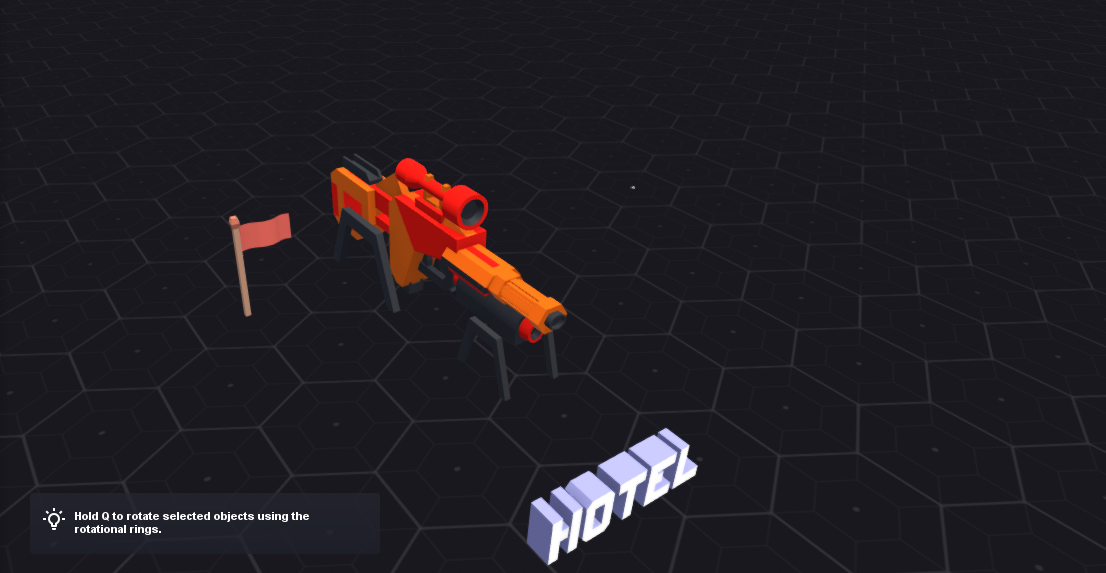 HOTEL
Hold Q to rotate selected objects using the
rotational rings.